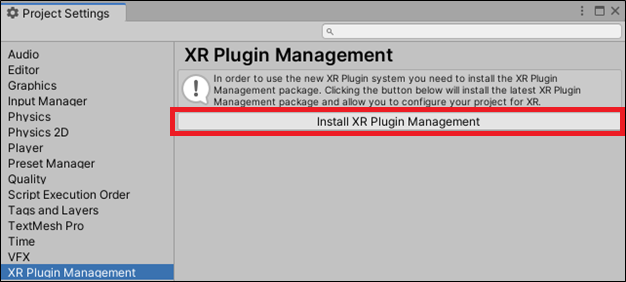 Project Settings
Audio
Editor
Graphics
Input Manager
Physics
Physics 2D
Player
Preset Manager
Quality
Script Execution Order
Tags and Layers
TextMesh Pro
Time
VFX
XR Plugin Management
XR Plugin Management
In order to use the new XR Plugin system you need to install the XR Plugin
Management package. Clicking the button below will install the latest XR Plugin
Management package and allow you to configure your project for XR.
Install XR Plugin Management